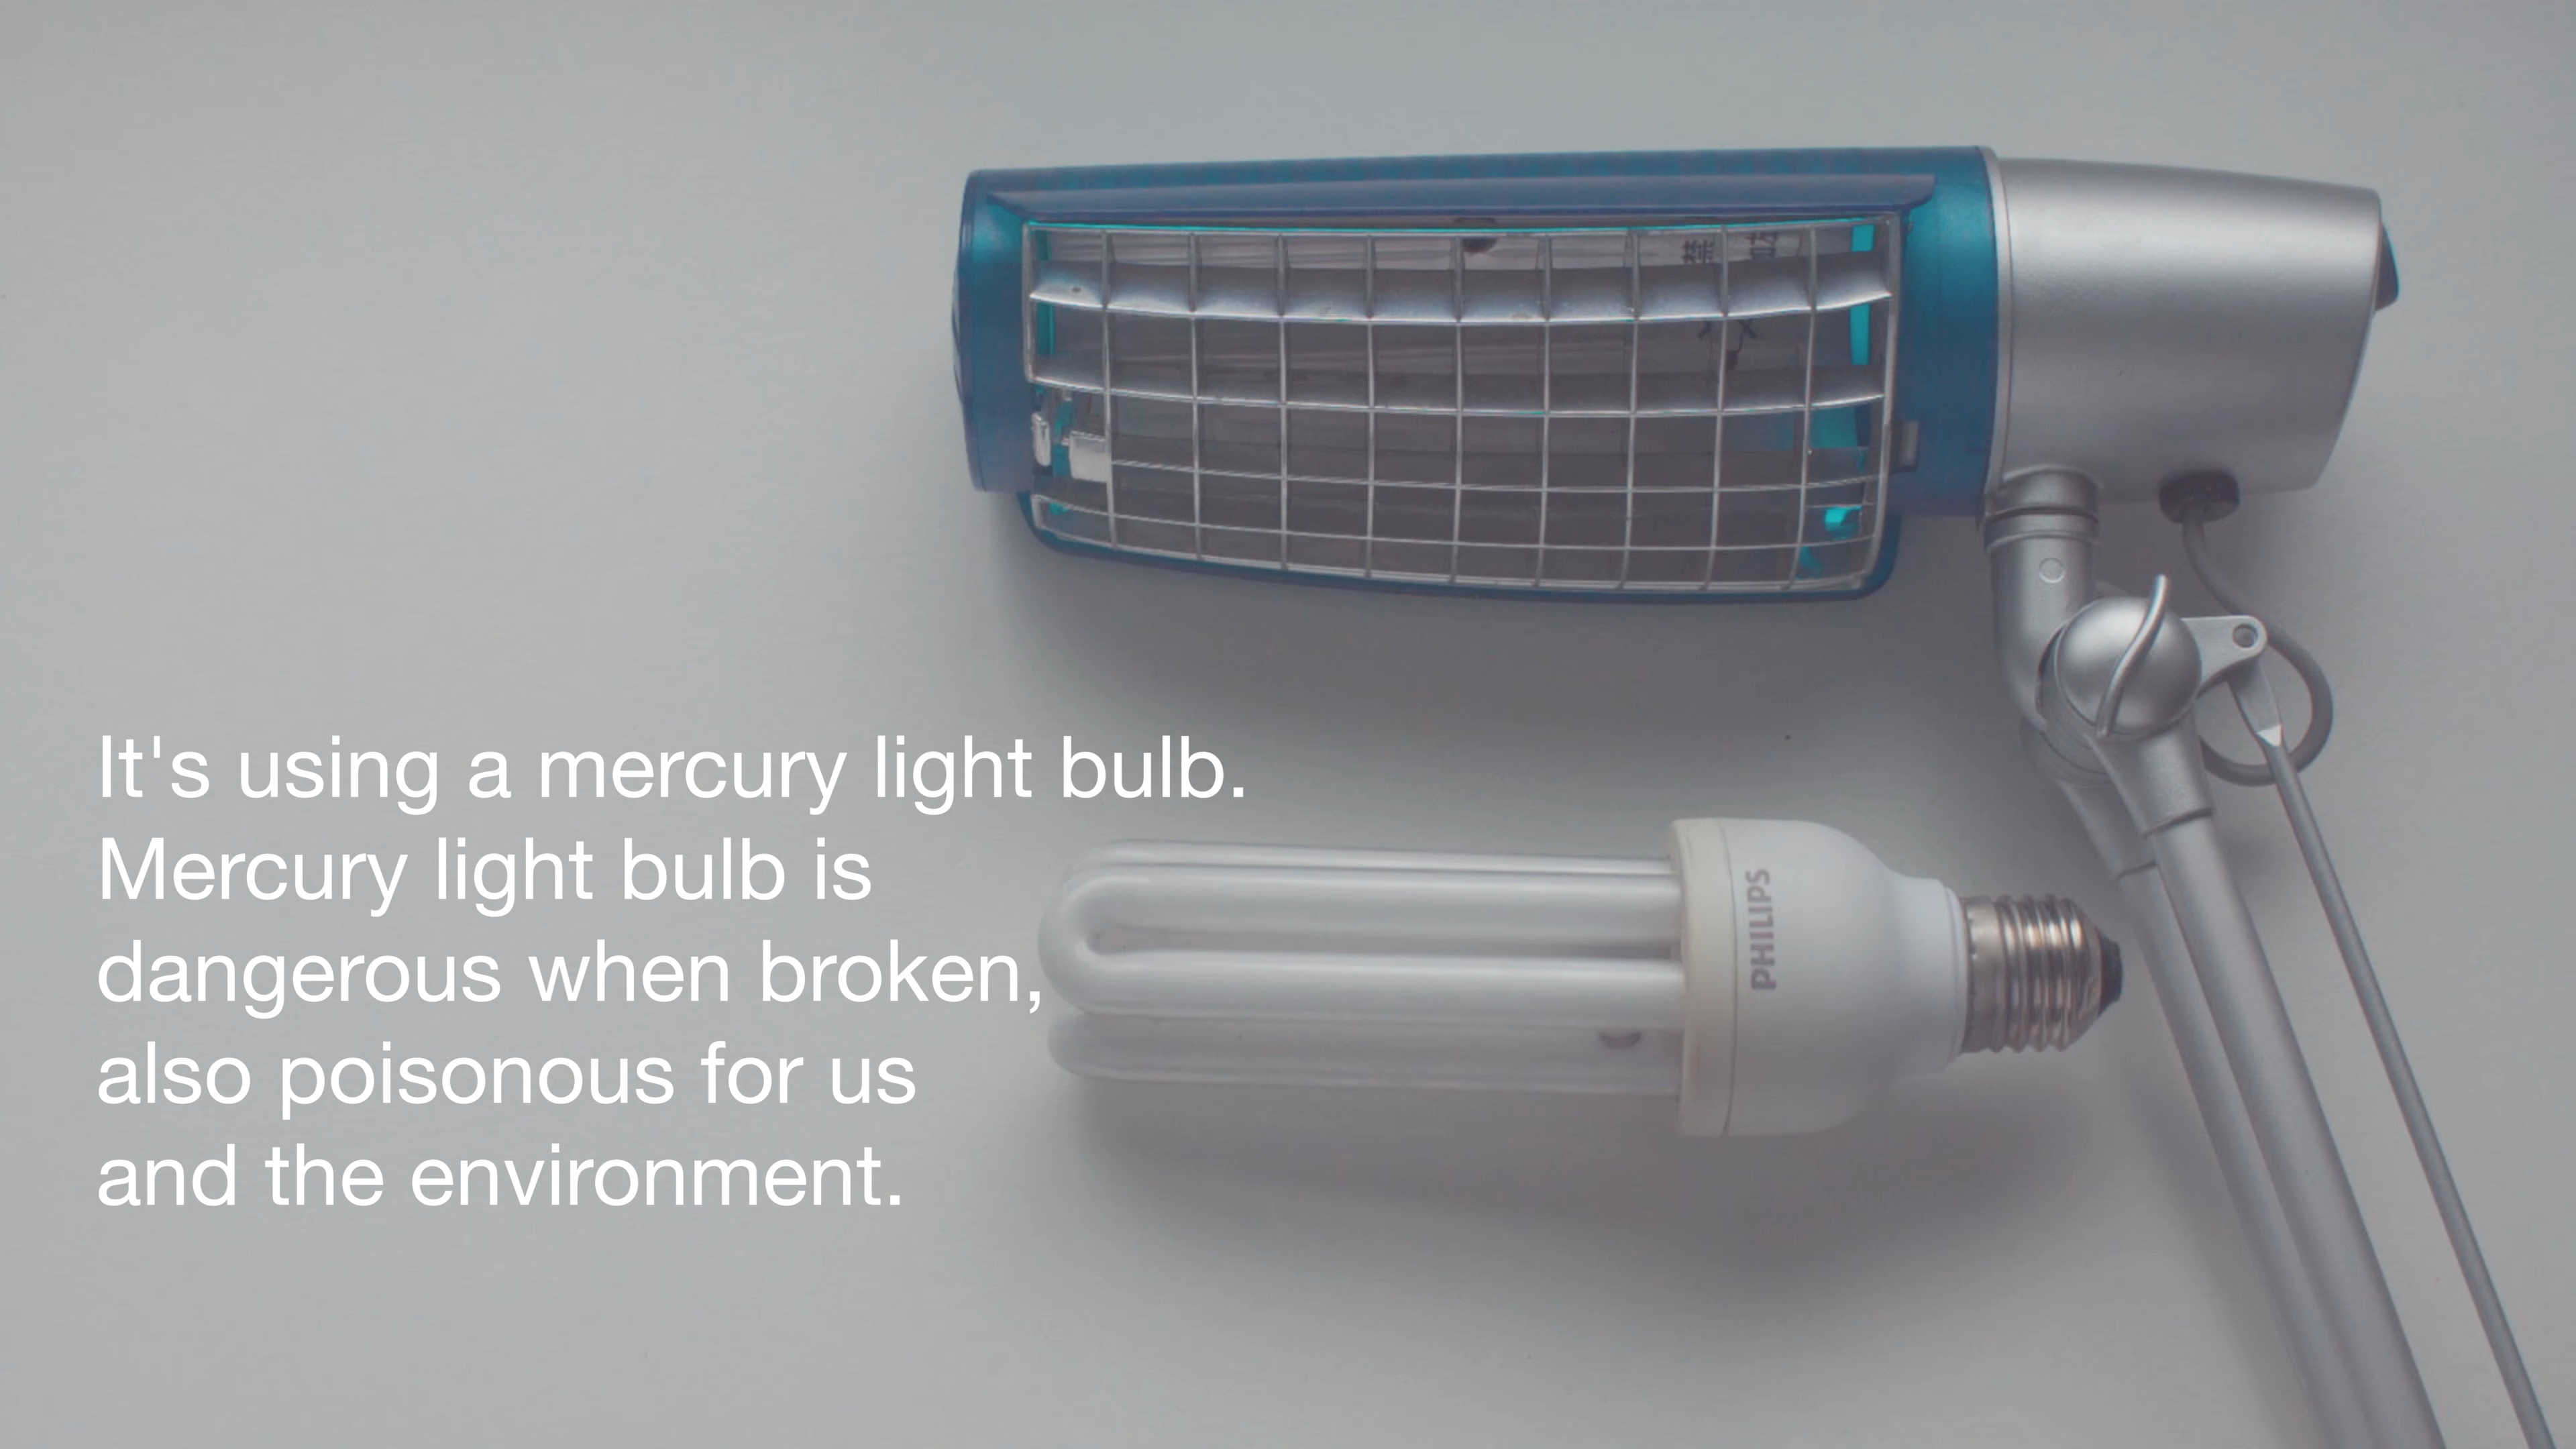 It's using a mercury light bulb.
Mercury light bulb is
dangerous when broken,
also poisonous for us
and the environment.
PHILIPS